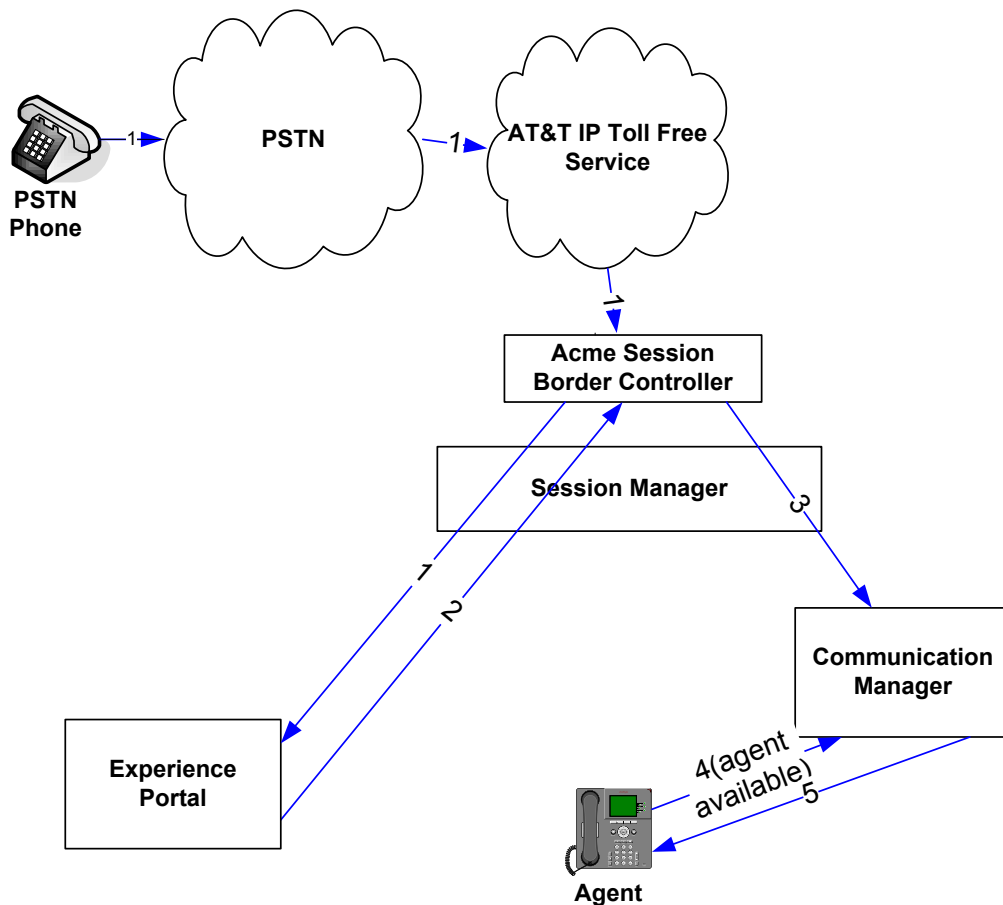 PSTN
Phone
1
PSTN
1
AT&T IP Toll Free
Service
1
Acme Session
Border Controller
Session Manager
3
1
2
Communication
Manager
Experience
Portal
4(agent
available)
5
Agent